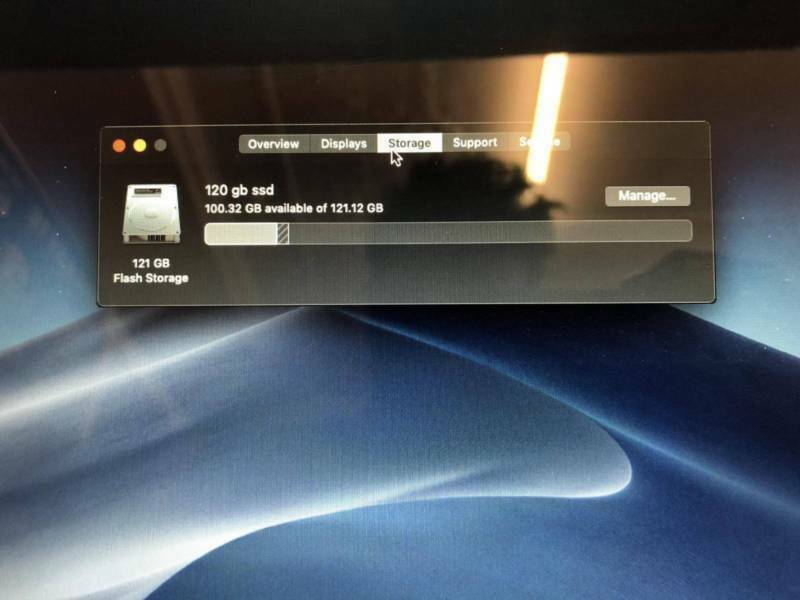 Overview Displays Storage Support
120 gb ssd
100.32 GB available of 121.12 GB
Manage...
121 GB
Flash Storage